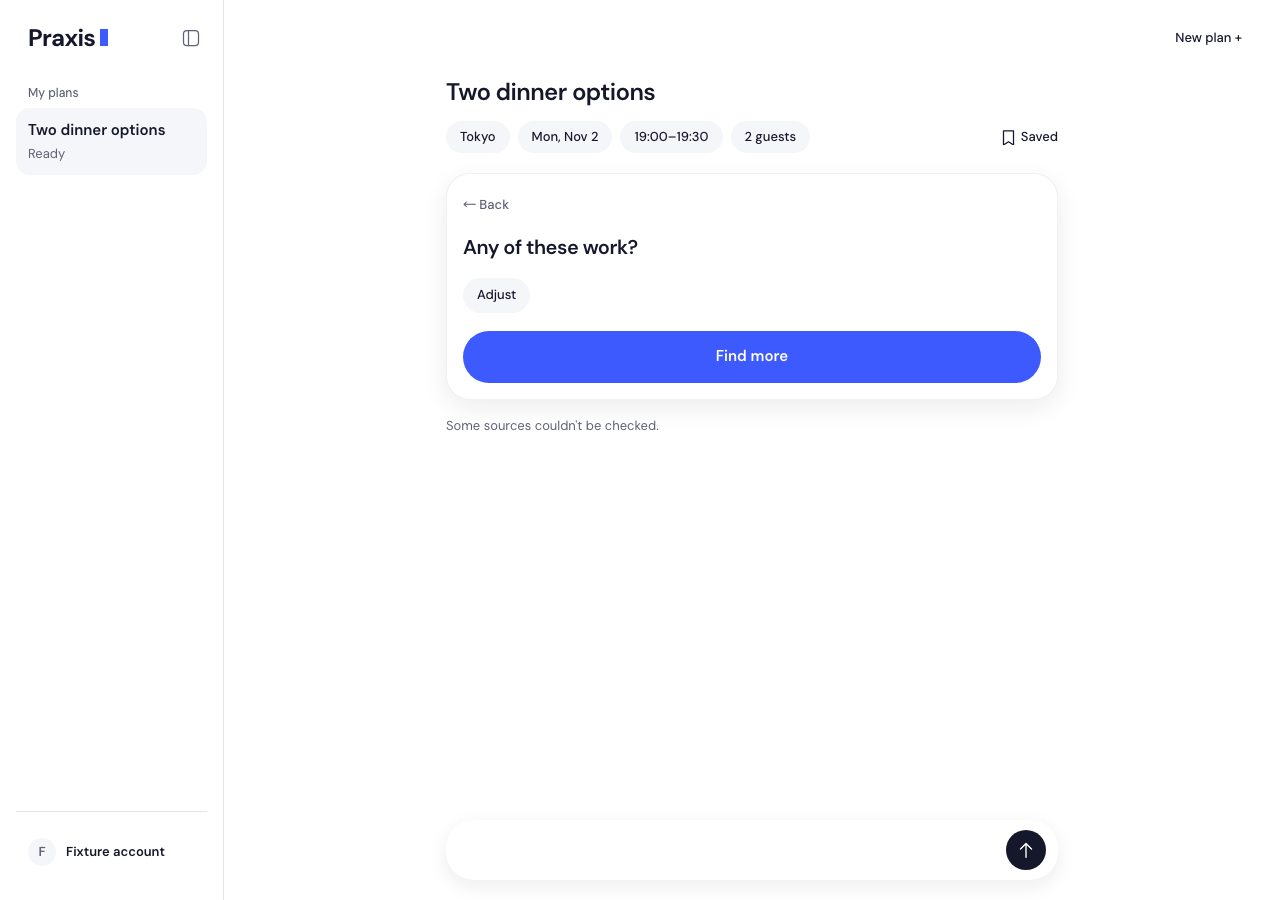 Praxis
New plan +
My plans
Two dinner options
Ready
Two dinner options
Tokyo
Mon, Nov 2
19:00–19:30
2 guests
Saved
← Back
Any of these work?
Adjust
Find more
Some sources couldn't be checked.
F
Fixture account